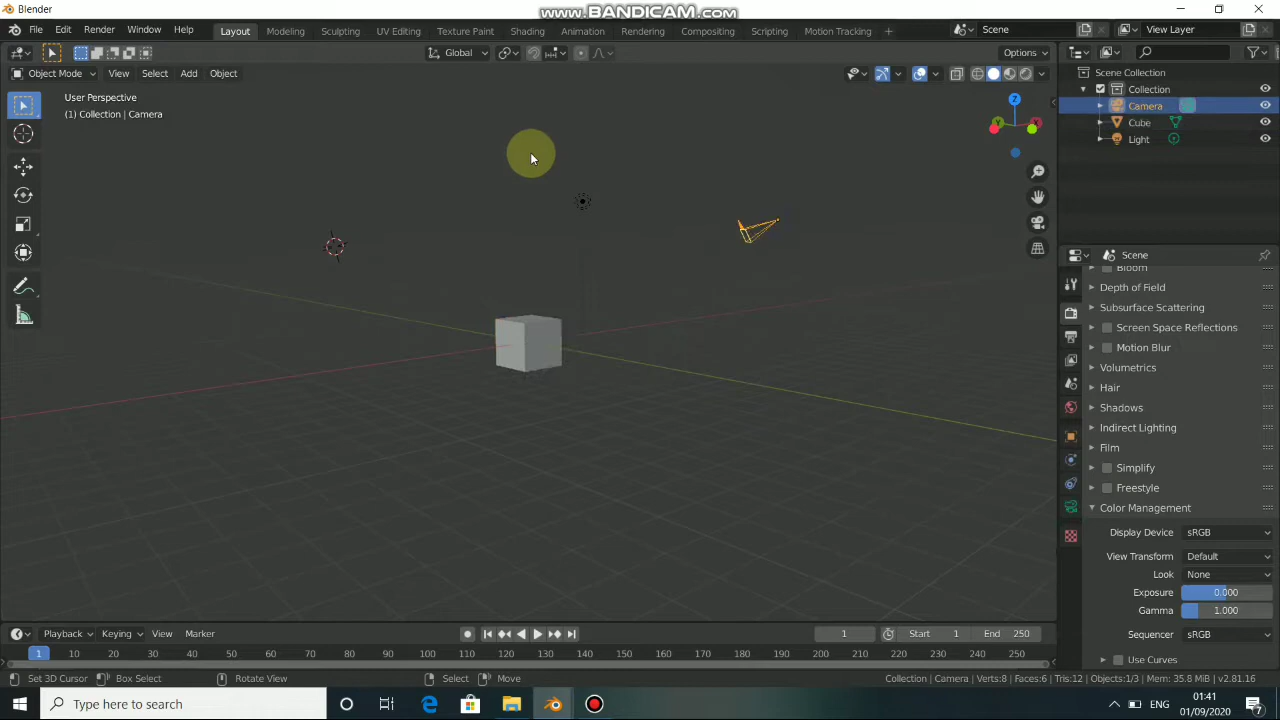 Blender
www.BANDICAM.com
File Edit Render Window Help
Layout Modeling Sculpting UV Editing Texture Paint Shading Animation Rendering Compositing Scripting Motion Tracking +
Scene
View Layer
Global
Options
Object Mode View Select Add Object
User Perspective
(1) Collection | Camera
Z
Y
X
Scene Collection
Collection
Camera
Cube
Light
Scene
Bloom
Depth of Field
Subsurface Scattering
Screen Space Reflections
Motion Blur
Volumetrics
Hair
Shadows
Indirect Lighting
Film
Simplify
Freestyle
Color Management
Display Device sRGB
View Transform Default
Look None
Exposure 0.000
Gamma 1.000
Sequencer sRGB
Use Curves
Playback Keying View Marker
1 Start 1 End 250
1 10 20 30 40 50 60 70 80 90 100 110 120 130 140 150 160 170 180 190 200 210 220 230 240 250
Set 3D Cursor Box Select Rotate View Select Move
Collection | Camera | Verts:8 | Faces:6 | Tris:12 | Objects:1/3 | Mem: 35.8 MiB | v2.81.16
Type here to search
ENG
01:41
01/09/2020
7